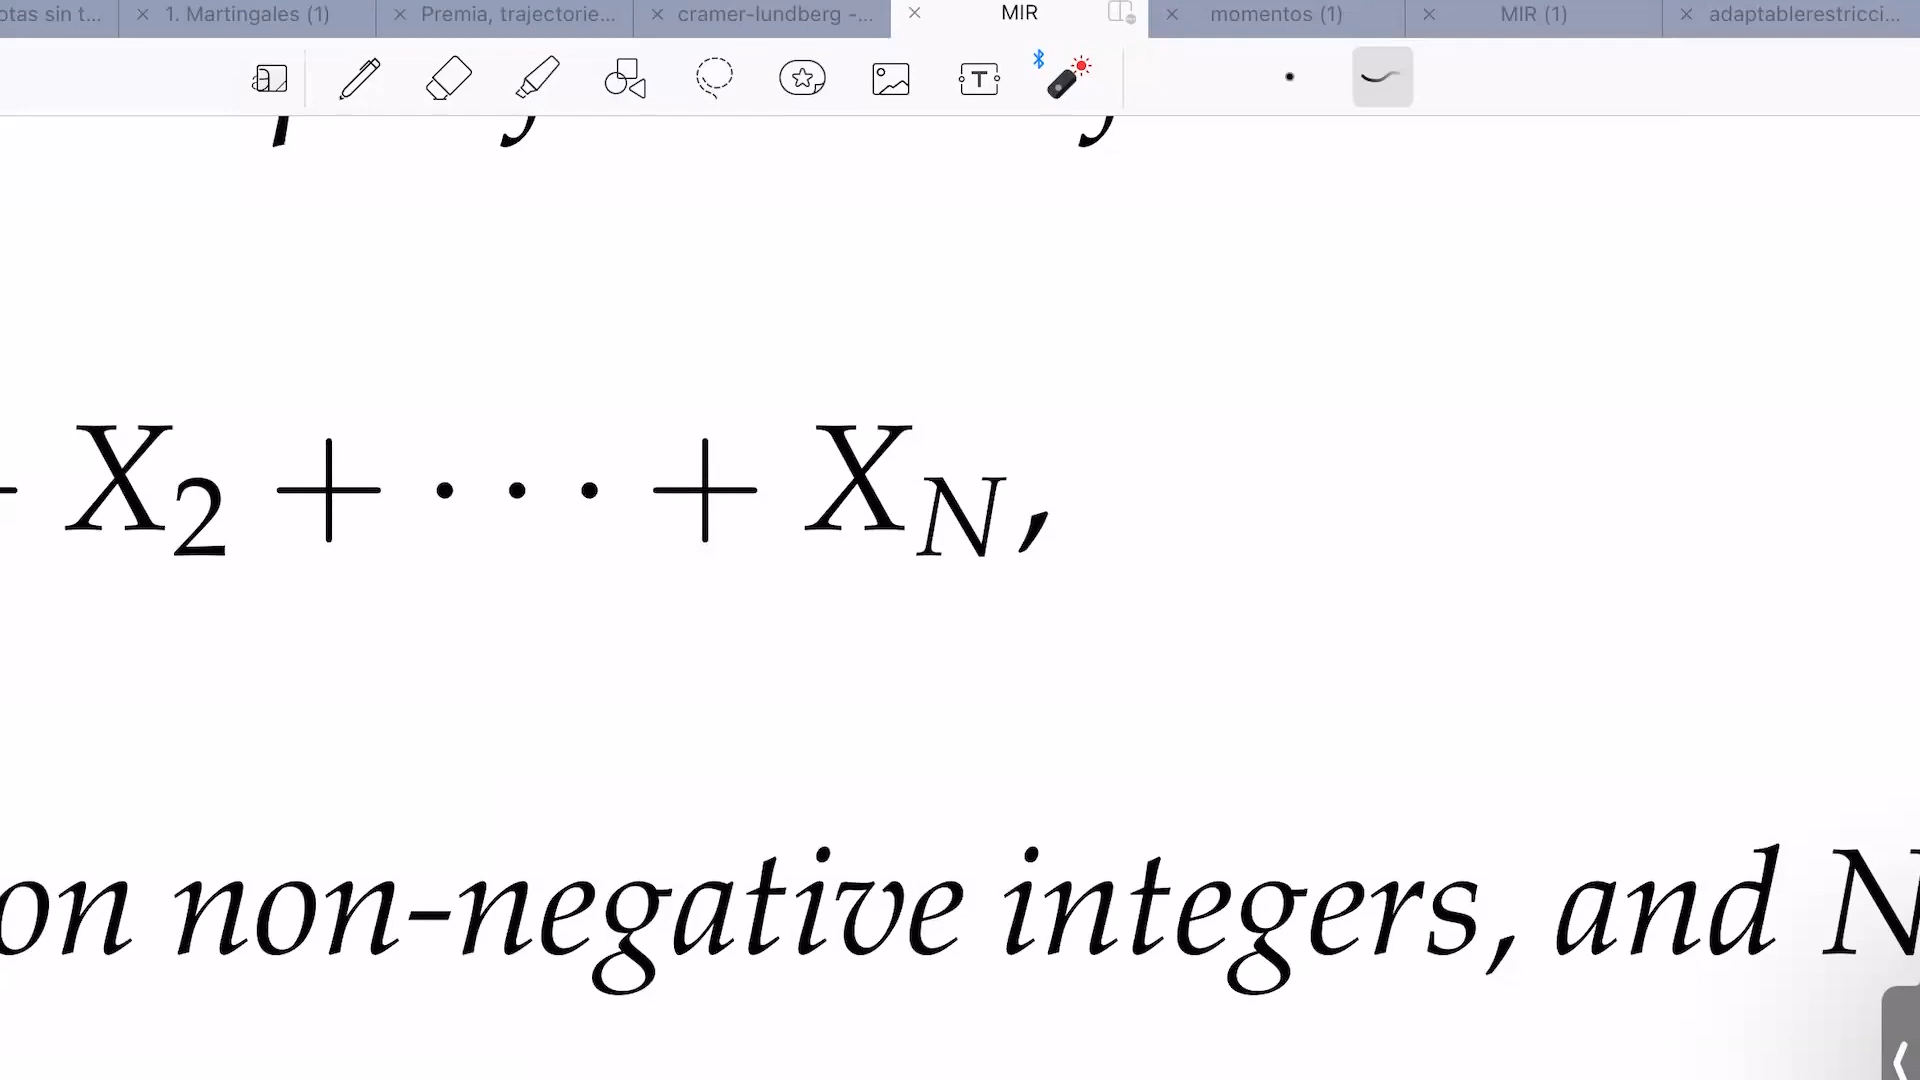 otas sin t... × 1. Martingales (1) × Premia, trajectorie... × cramer-lundberg -... × MIR × momentos (1) × MIR (1) × adaptablerestricci...
X₂ + · · · + X_N,
on non-negative integers, and N